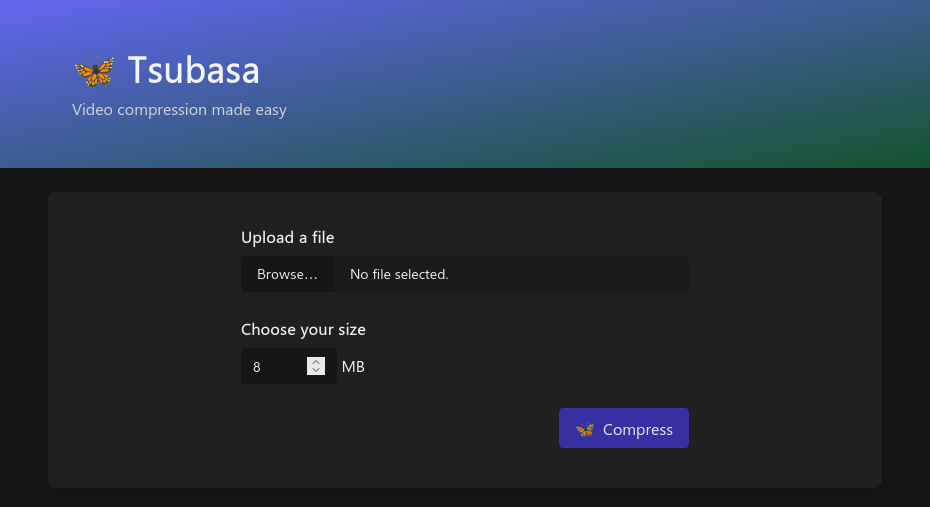 Tsubasa
Video compression made easy
Upload a file
Browse... No file selected.
Choose your size
8 MB
Compress